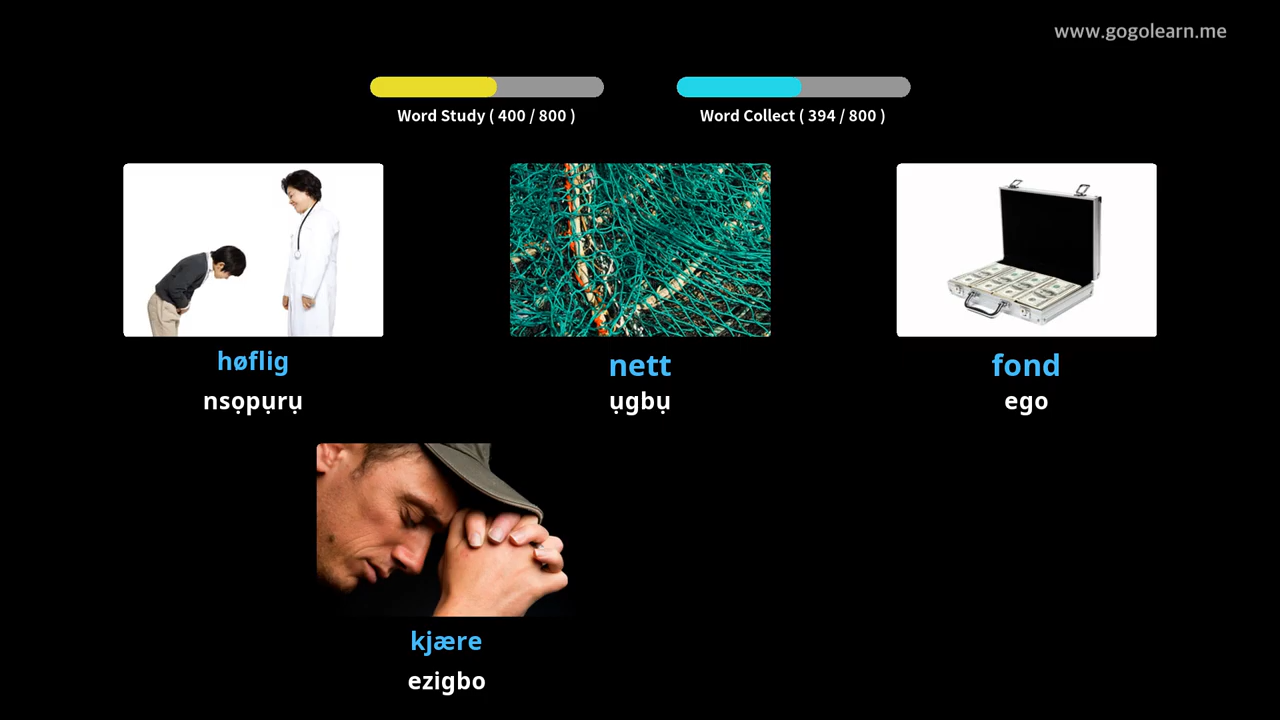 www.gogolearn.me
Word Study ( 400 / 800 )
Word Collect ( 394 / 800 )
høflig
nsọpụrụ
nett
ụgbụ
fond
ego
kjære
ezigbo